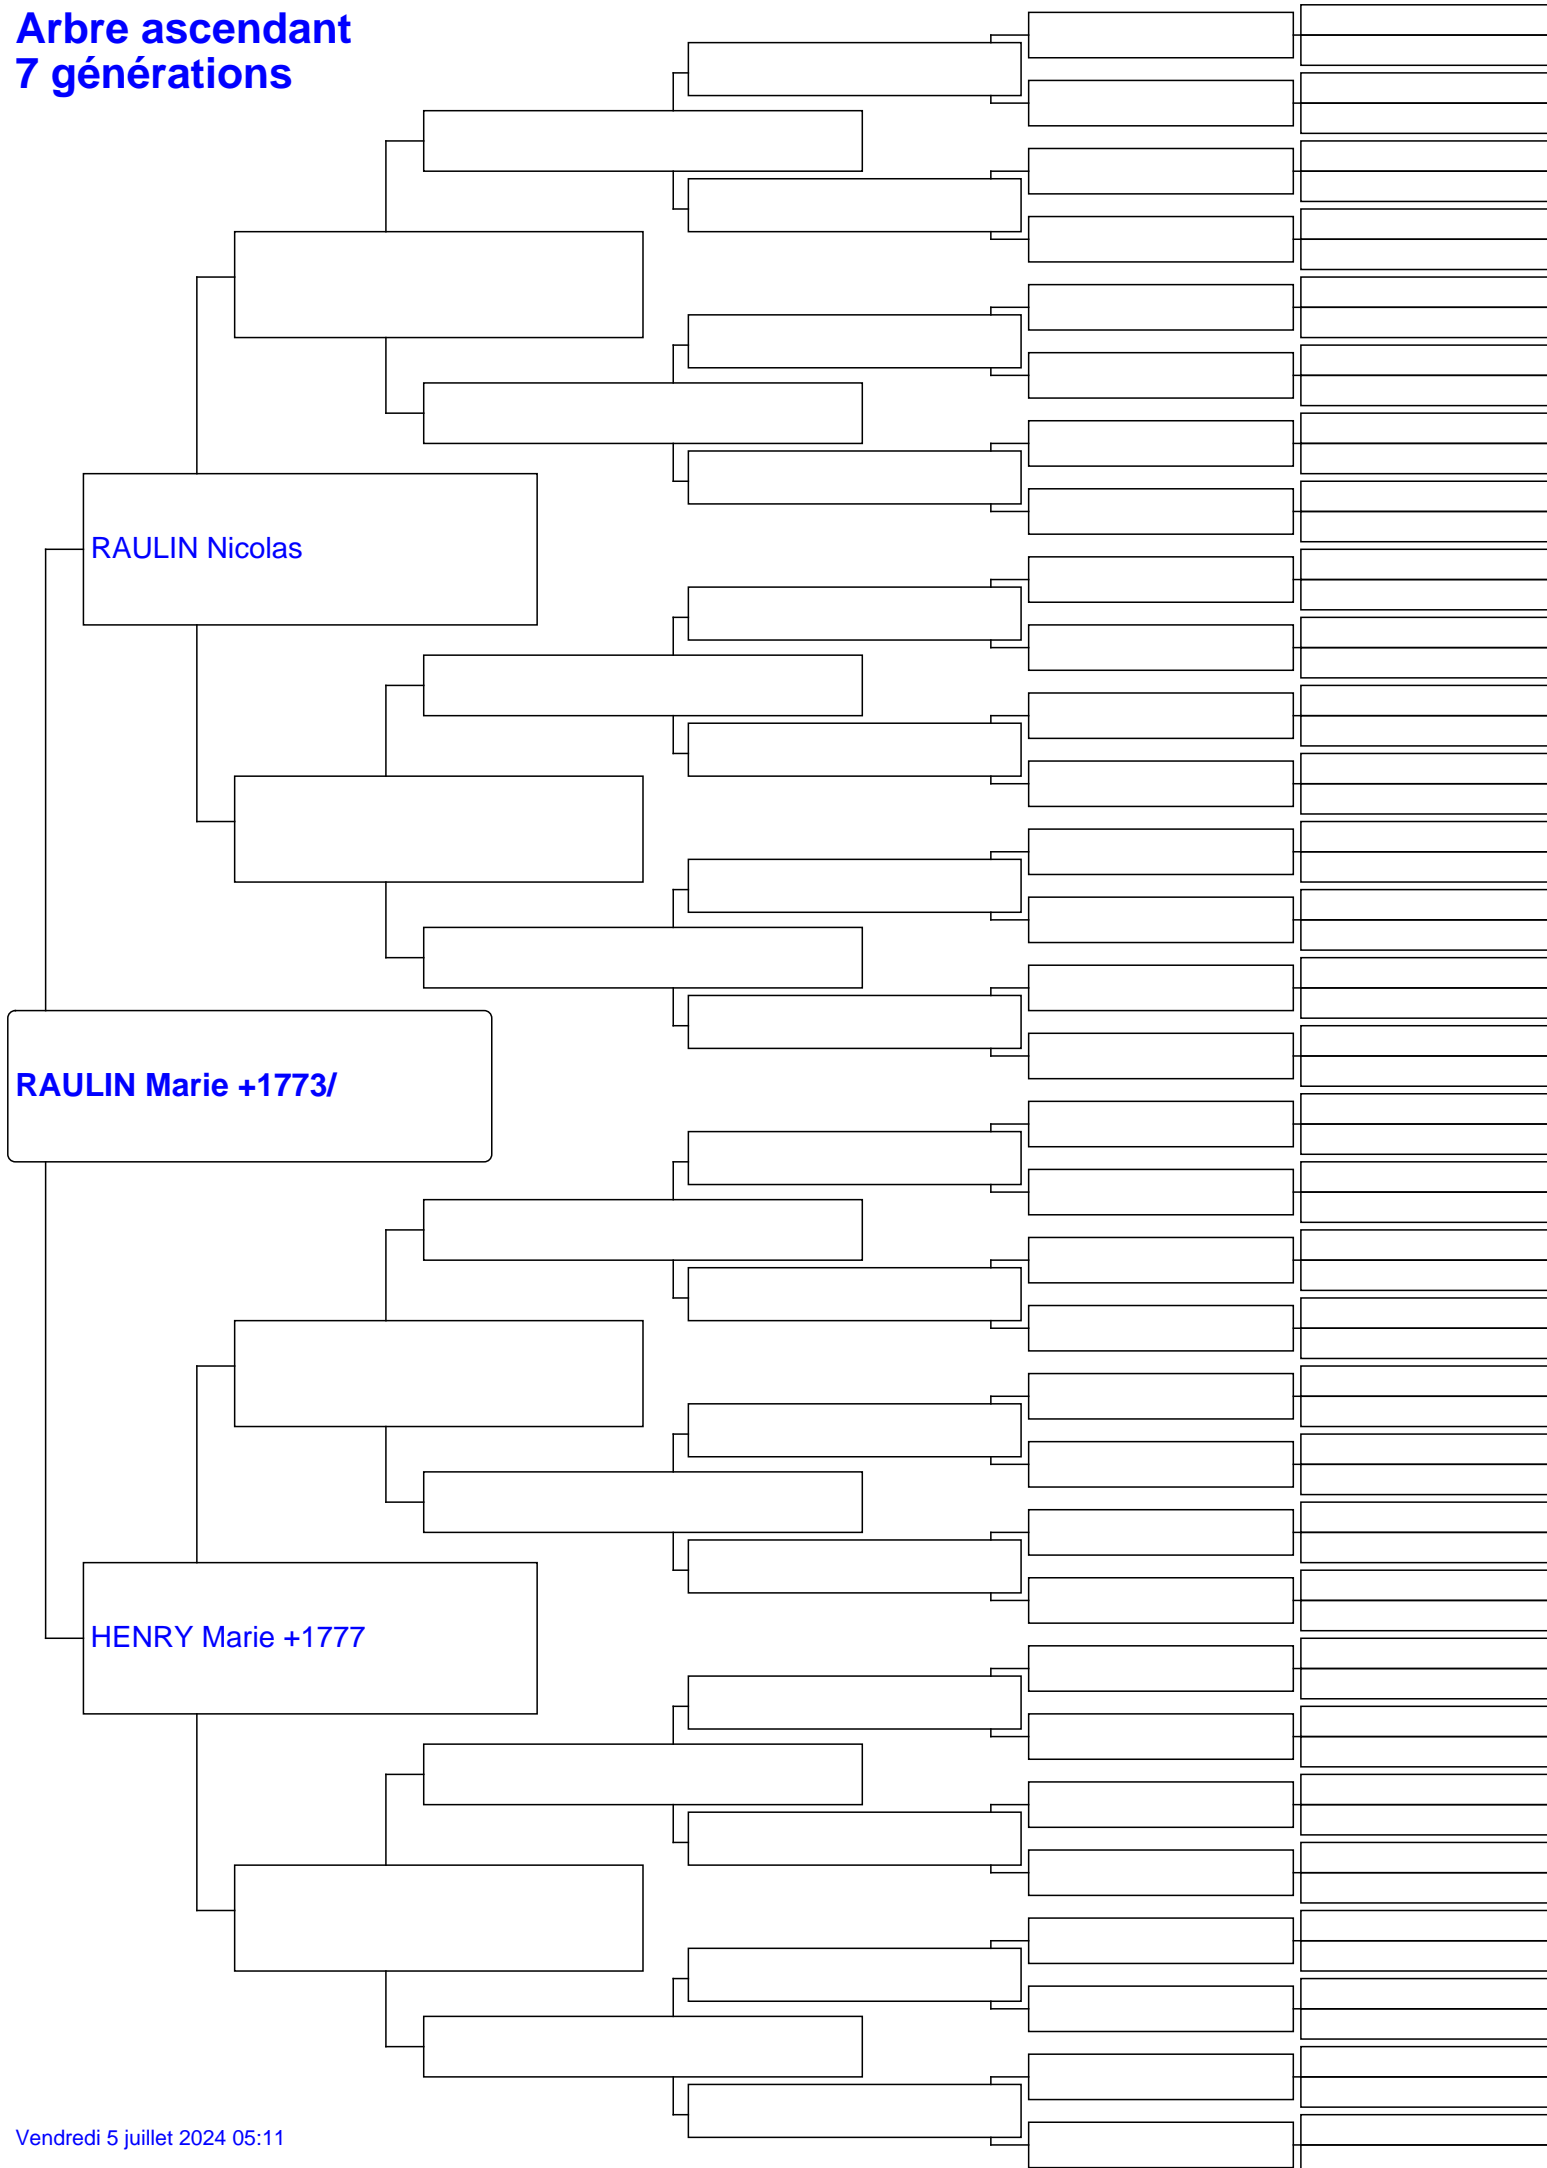 Arbre ascendant
7 générations
RAULIN Nicolas
RAULIN Marie +1773/
HENRY Marie +1777
Vendredi 5 juillet 2024 05:11